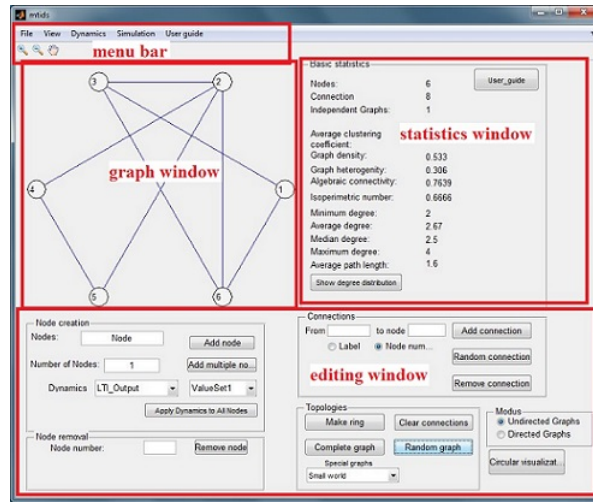 mtids
File View Dynamics Simulation User guide
menu bar
3
2
4
1
5
6
graph window
Basic statistics
User_guide
Nodes: 6
Connection 8
Independent Graphs: 1
Average clustering
coefficient:
statistics window
Graph density: 0.533
Graph heterogenity: 0.306
Algebraic connectivity: 0.7639
Isoperimetric number: 0.6666
Minimum degree: 2
Average degree: 2.67
Median degree: 2.5
Maximum degree: 4
Average path length: 1.6
Show degree distribution
Node creation
Nodes: Node Add node
Number of Nodes: 1 Add multiple no...
Dynamics LTI_Output ValueSet1
Apply Dynamics to All Nodes
Node removal
Node number: Remove node
Connections
From to node Add connection
Label Node num...
Random connection
editing window
Remove connection
Topologies
Make ring Clear connections
Complete graph Random graph
Special graphs
Small world
Modus
Undirected Graphs
Directed Graphs
Circular visualizat...